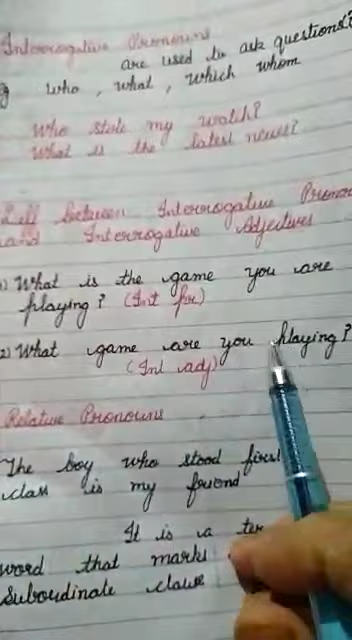 Interrogative Pronouns
are used to ask questions?
who, what, which whom
Who stole my watch?
What is the latest news?
between Interrogative
and Interrogative Adjectives
1) What is the game you are
playing? (Int pr)
2) What game are you playing?
(Int adj)
Relative Pronouns
The boy who stood first
class is my friend
It is a
word that marks
Subordinate clause